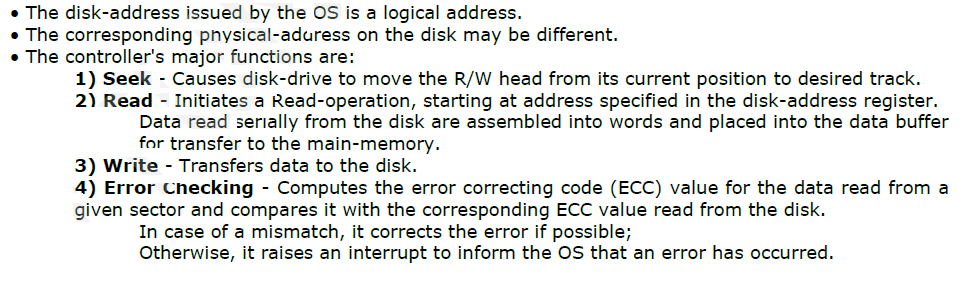 • The disk-address issued by the OS is a logical address.
• The corresponding physical-address on the disk may be different.
• The controller's major functions are:
1) Seek - Causes disk-drive to move the R/W head from its current position to desired track.
2) Read - Initiates a Read-operation, starting at address specified in the disk-address register.
Data read serially from the disk are assembled into words and placed into the data buffer
for transfer to the main-memory.
3) Write - Transfers data to the disk.
4) Error Checking - Computes the error correcting code (ECC) value for the data read from a
given sector and compares it with the corresponding ECC value read from the disk.
In case of a mismatch, it corrects the error if possible;
Otherwise, it raises an interrupt to inform the OS that an error has occurred.